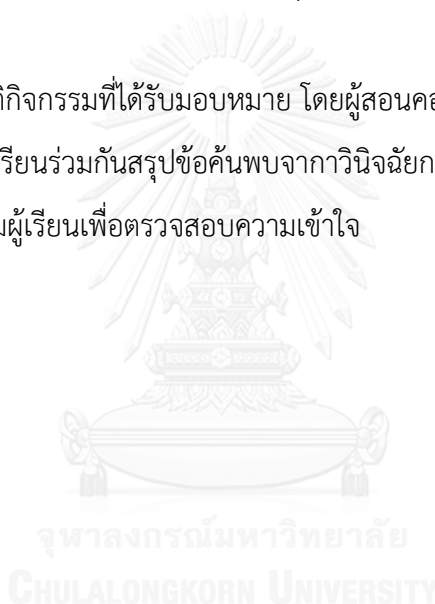 ติกิจกรรมที่ได้รับมอบหมาย โดยผู้สอนคอ
เรียนร่วมกันสรุปข้อค้นพบจากาวินิจฉัยก
มผู้เรียนเพื่อตรวจสอบความเข้าใจ
จุฬาลงกรณ์มหาวิทยาลัย
CHULALONGKORN UNIVERSITY